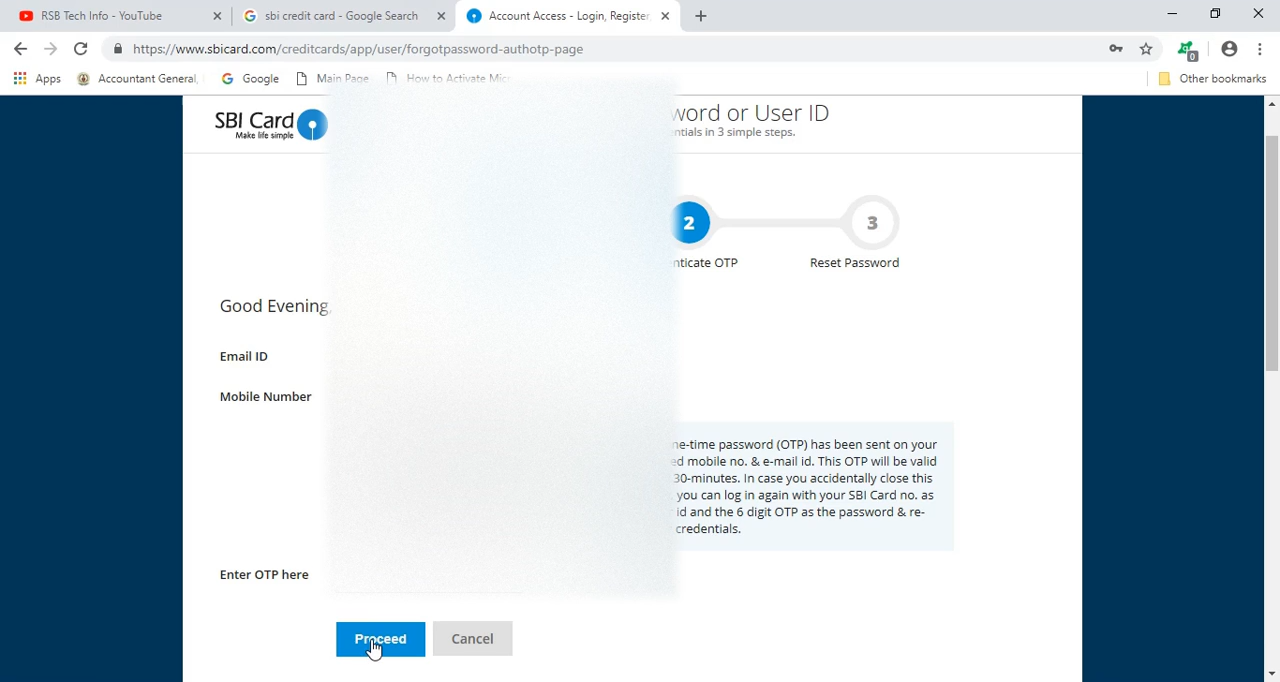 RSB Tech Info - YouTube
sbi credit card - Google Search
Account Access - Login, Register,
https://www.sbicard.com/creditcards/app/user/forgotpassword-authotp-page
0
Apps
Accountant General,
Google
Main Page
How to Activate Micr
Other bookmarks
SBI Card
Make life simple
word or User ID
entials in 3 simple steps.
2
3
enticate OTP
Reset Password
Good Evening,
Email ID
Mobile Number
ne-time password (OTP) has been sent on your
ed mobile no. & e-mail id. This OTP will be valid
30-minutes. In case you accidentally close this
you can log in again with your SBI Card no. as
id and the 6 digit OTP as the password & re-
credentials.
Enter OTP here
Proceed
Cancel